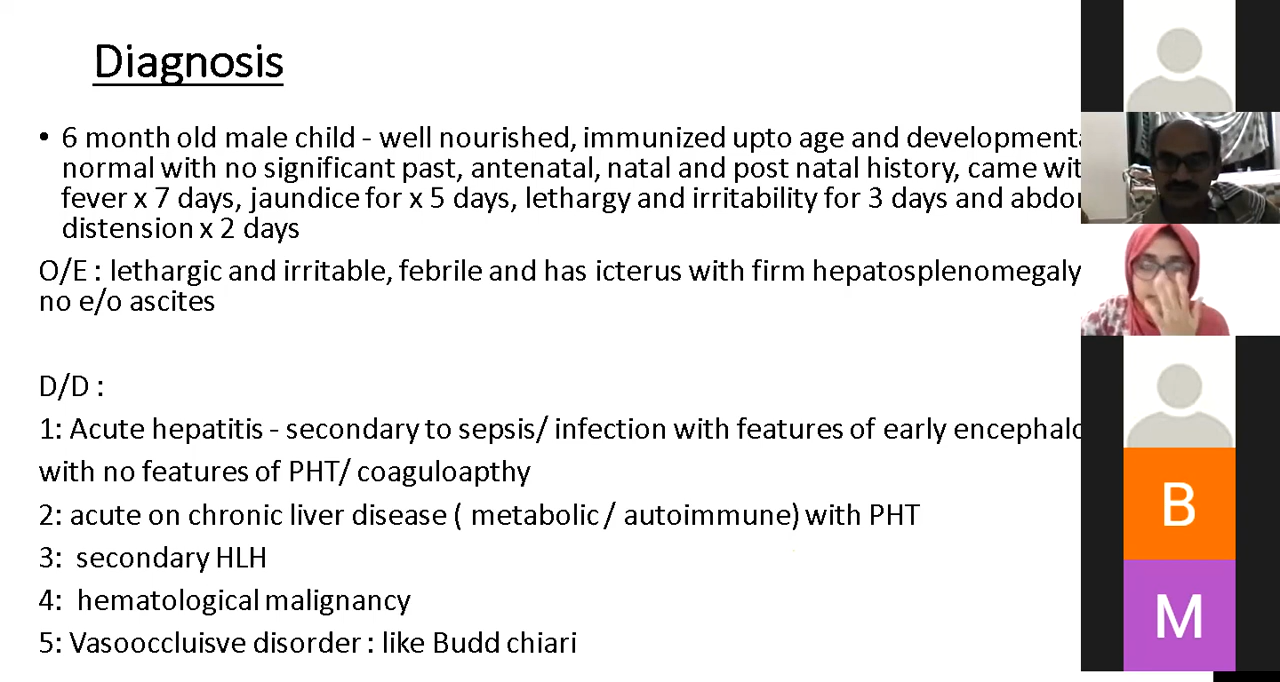 Diagnosis
• 6 month old male child - well nourished, immunized upto age and
normal with no significant past, antenatal, natal and post natal history, came
fever x 7 days, jaundice for x 5 days, lethargy and irritability for 3 days and
distension x 2 days
O/E : lethargic and irritable, febrile and has icterus with firm hepatosplenomegaly
no e/o ascites
D/D :
1: Acute hepatitis - secondary to sepsis/ infection with features of early
with no features of PHT/ coaguloapthy
2: acute on chronic liver disease ( metabolic / autoimmune) with PHT
3: secondary HLH
4: hematological malignancy
5: Vasooccluisve disorder : like Budd chiari
B
M